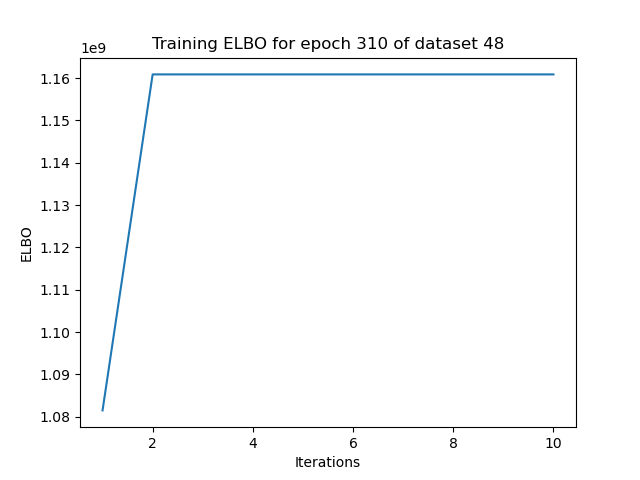 Training ELBO for epoch 310 of dataset 48
1e9
1.16
1.15
1.14
1.13
1.12
1.11
1.10
1.09
1.08
ELBO
2 4 6 8 10
Iterations